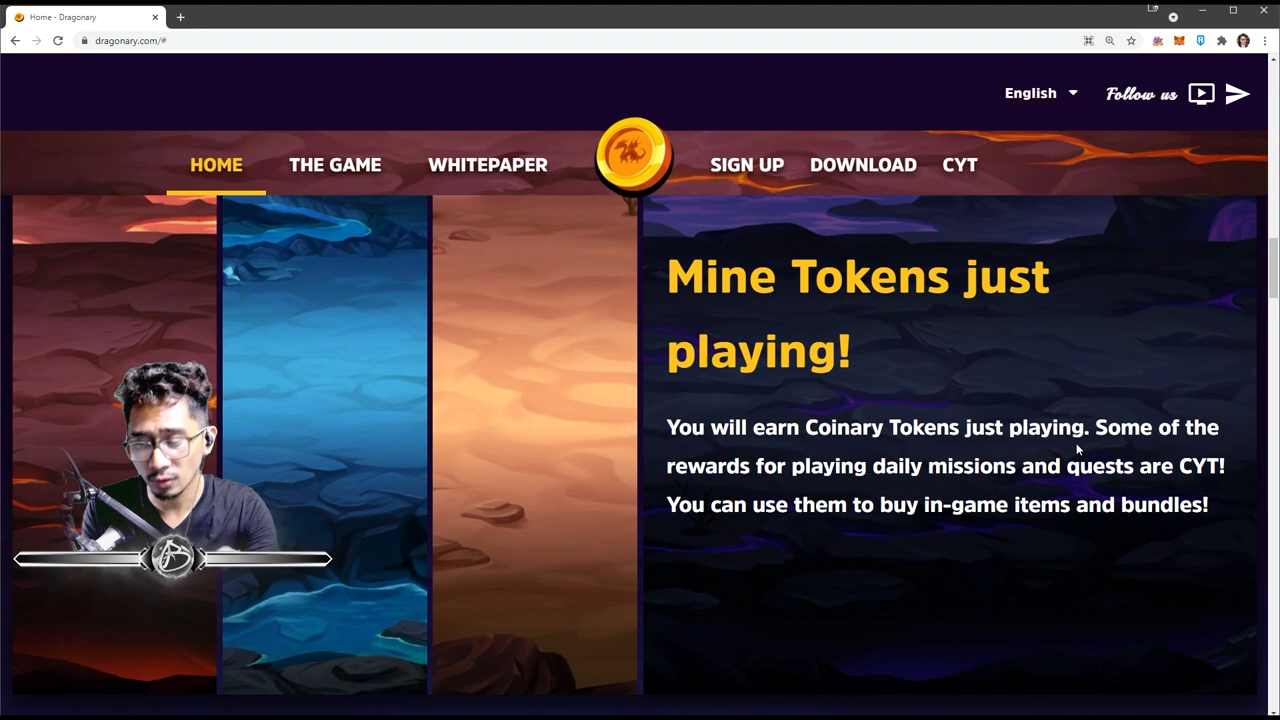 Home - Dragonary
dragonary.com/#
English
Follow us
HOME
THE GAME
WHITEPAPER
SIGN UP
DOWNLOAD
CYT
Mine Tokens just
playing!
You will earn Coinary Tokens just playing. Some of the
rewards for playing daily missions and quests are CYT!
You can use them to buy in-game items and bundles!